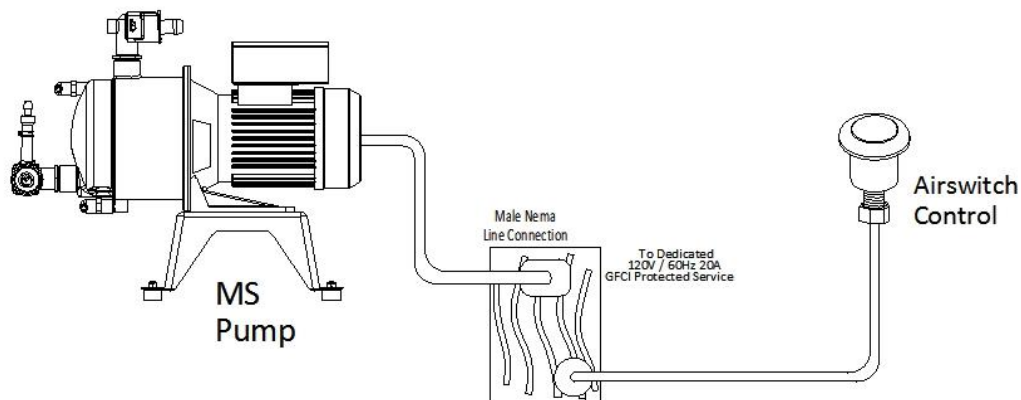 Male Nema
Line Connection
To Dedicated
120V / 60Hz 20A
GFCI Protected Service
Airswitch
Control
MS
Pump